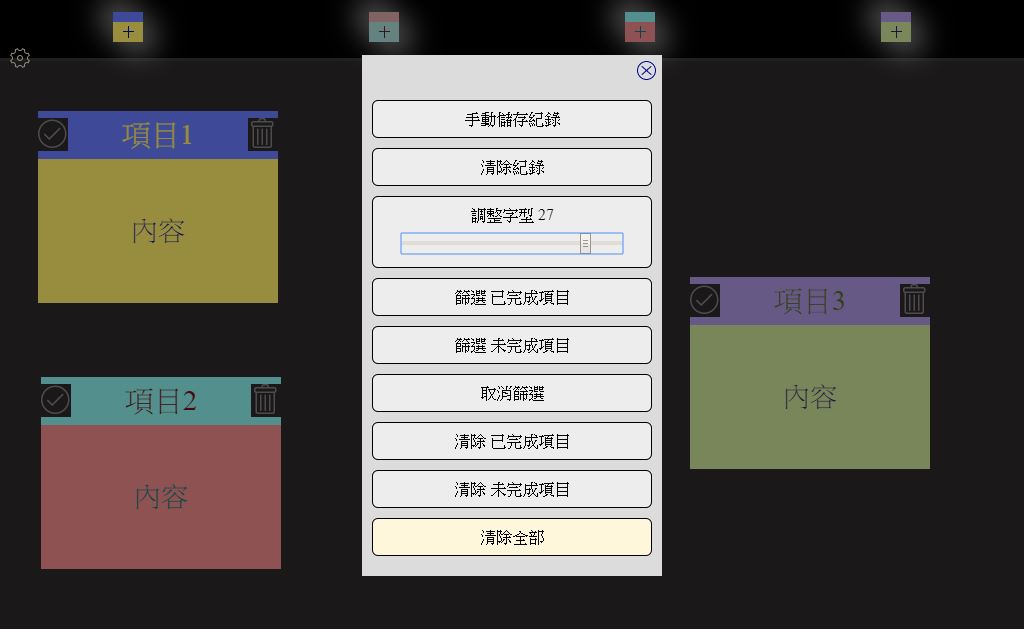 項目1
內容
項目2
內容
手動儲存紀錄
清除紀錄
調整字型 27
篩選 已完成項目
篩選 未完成項目
取消篩選
清除 已完成項目
清除 未完成項目
清除全部
項目3
內容